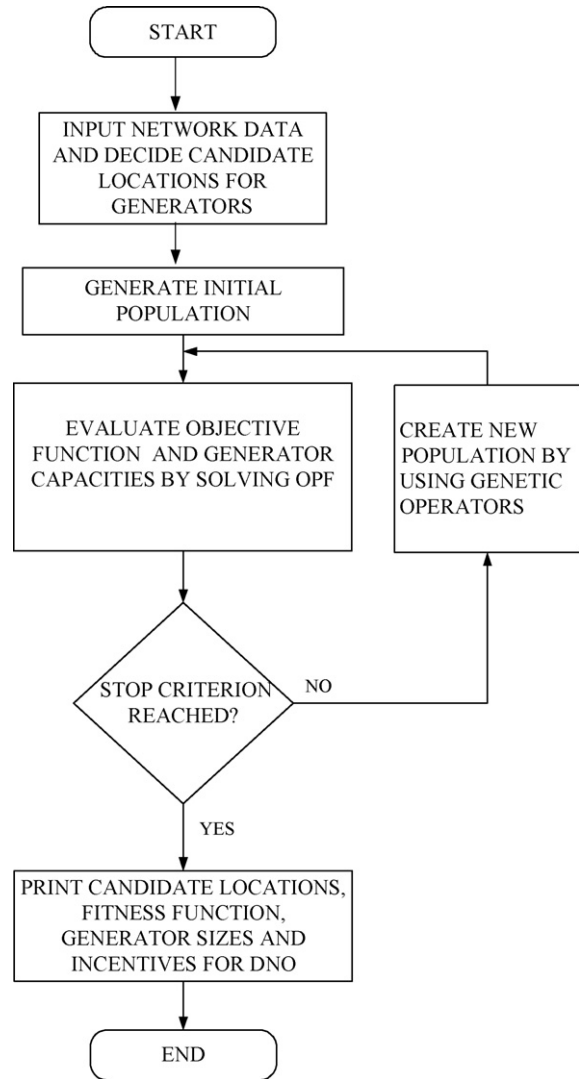 START
INPUT NETWORK DATA
AND DECIDE CANDIDATE
LOCATIONS FOR
GENERATORS
GENERATE INITIAL
POPULATION
EVALUATE OBJECTIVE
FUNCTION AND GENERATOR
CAPACITIES BY SOLVING OPF
CREATE NEW
POPULATION BY
USING GENETIC
OPERATORS
STOP CRITERION
REACHED?
NO
YES
PRINT CANDIDATE LOCATIONS,
FITNESS FUNCTION,
GENERATOR SIZES AND
INCENTIVES FOR DNO
END